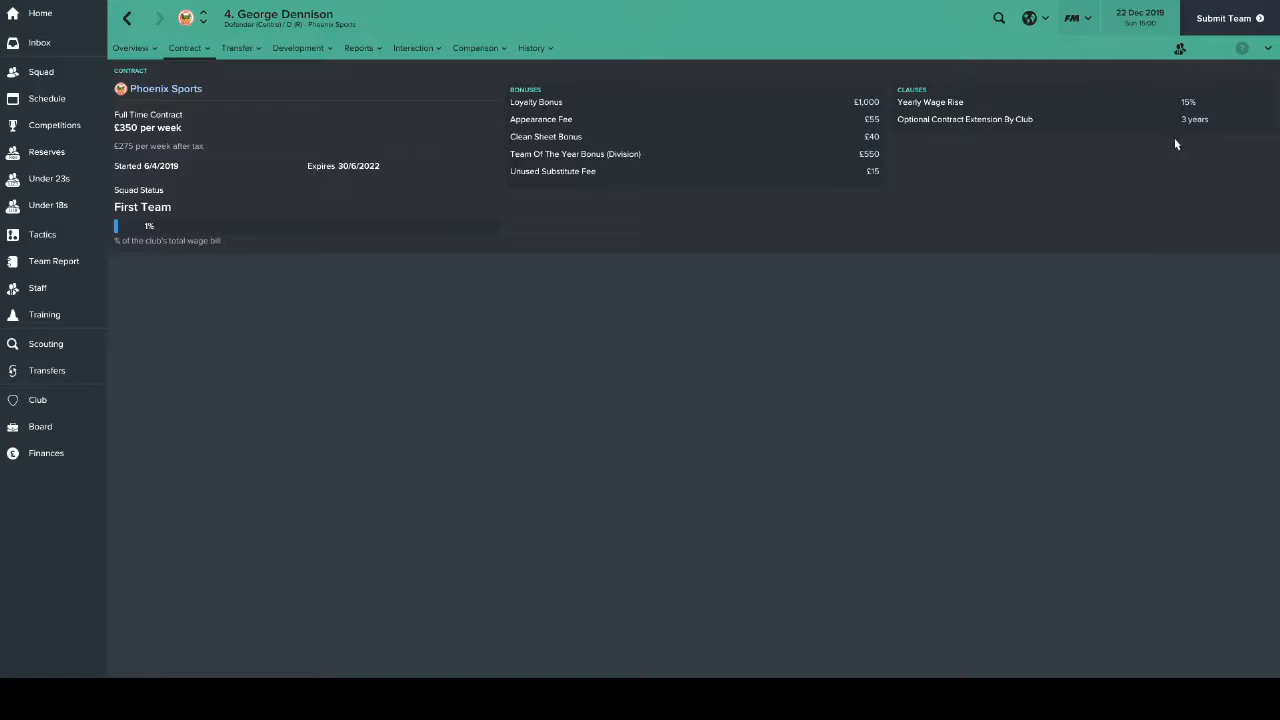 Home
Inbox
Squad
Schedule
Competitions
Reserves
Under 23s
Under 18s
Tactics
Team Report
Staff
Training
Scouting
Transfers
Club
Board
Finances
4. George Dennison
Defender (Centre) / D (R) - Phoenix Sports
FM
22 Dec 2019
Sun 15:00
Submit Team
Overview
Contract
Transfer
Development
Reports
Interaction
Comparison
History
CONTRACT
Phoenix Sports
Full Time Contract
£350 per week
£275 per week after tax
Started 6/4/2019 Expires 30/6/2022
Squad Status
First Team
1%
% of the club's total wage bill
BONUSES
Loyalty Bonus £1,000
Appearance Fee £55
Clean Sheet Bonus £40
Team Of The Year Bonus (Division) £550
Unused Substitute Fee £15
CLAUSES
Yearly Wage Rise 15%
Optional Contract Extension By Club 3 years